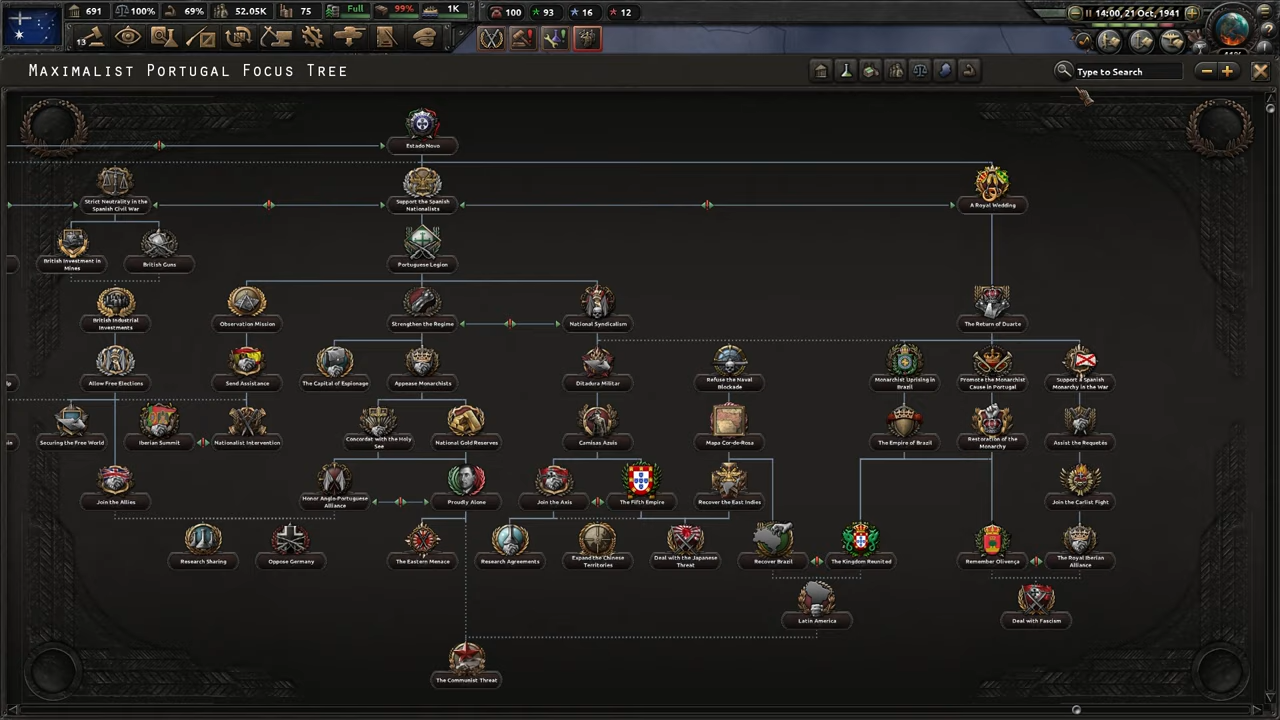 691 100% 69% 52.05K 75 Full 99% 1K 100 93 16 12 14:00, 21 Oct, 1941
13
MAXIMALIST PORTUGAL FOCUS TREE
Type to Search
Estado Novo
Strict Neutrality in the
Spanish Civil War
Support the Spanish
Nationalists
A Royal Wedding
British Investment in
Mines
British Guns
Portuguese Legion
British Industrial
Investments
Observation Mission
Strengthen the Regime
National Syndicalism
The Return of Duarte
Allow Free Elections
Send Assistance
The Capital of Espionage
Appease Monarchists
Ditadura Militar
Refuse the Naval
Blockade
Monarchist Uprising in
Brazil
Promote the Monarchist
Cause in Portugal
Support a Spanish
Monarchy in the War
Securing the Free World
Iberian Summit
Nationalist Intervention
Concordat with the Holy
See
National Gold Reserves
Camisas Azuis
Mapa Cor-de-Rosa
The Empire of Brazil
Restoration of the
Monarchy
Assist the Requetés
Join the Allies
Honor Anglo-Portuguese
Alliance
Proudly Alone
Join the Axis
The Fifth Empire
Recover the East Indies
Join the Carlist Fight
Research Sharing
Oppose Germany
The Eastern Menace
Research Agreements
Expand the Chinese
Territories
Deal with the Japanese
Threat
Recover Brazil
The Kingdom Reunited
Remember Olivença
The Royal Iberian
Alliance
Latin America
Deal with Fascism
The Communist Threat